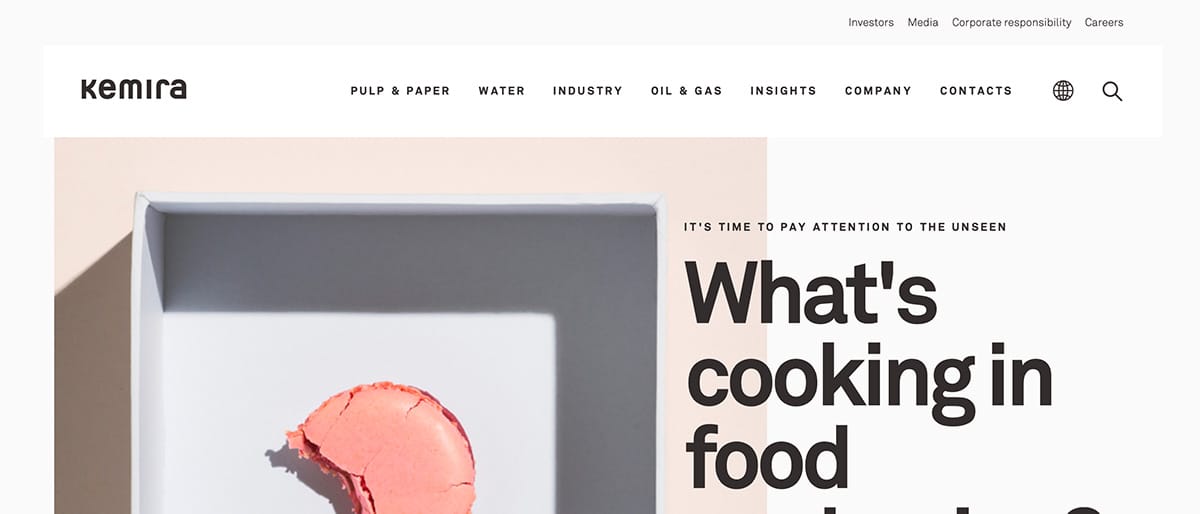 Investors Media Corporate responsibility Careers
kemira PULP & PAPER WATER INDUSTRY OIL & GAS INSIGHTS COMPANY CONTACTS
IT'S TIME TO PAY ATTENTION TO THE UNSEEN
What's
cooking in
food